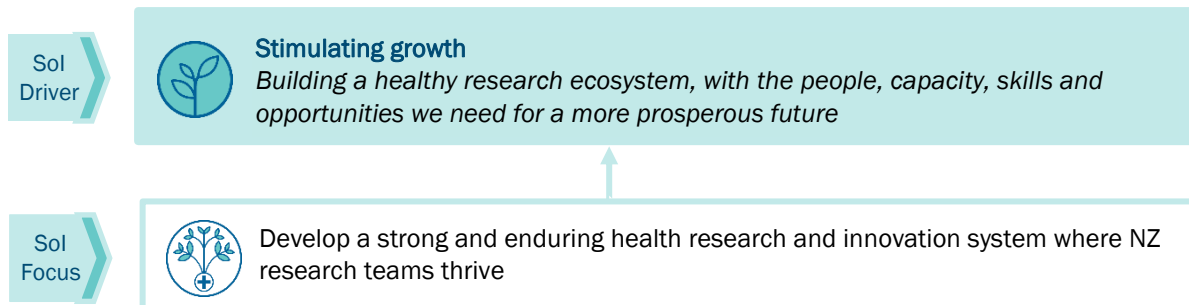 SoI
Driver
Stimulating growth
Building a healthy research ecosystem, with the people, capacity, skills and
opportunities we need for a more prosperous future
SoI
Focus
Develop a strong and enduring health research and innovation system where NZ
research teams thrive